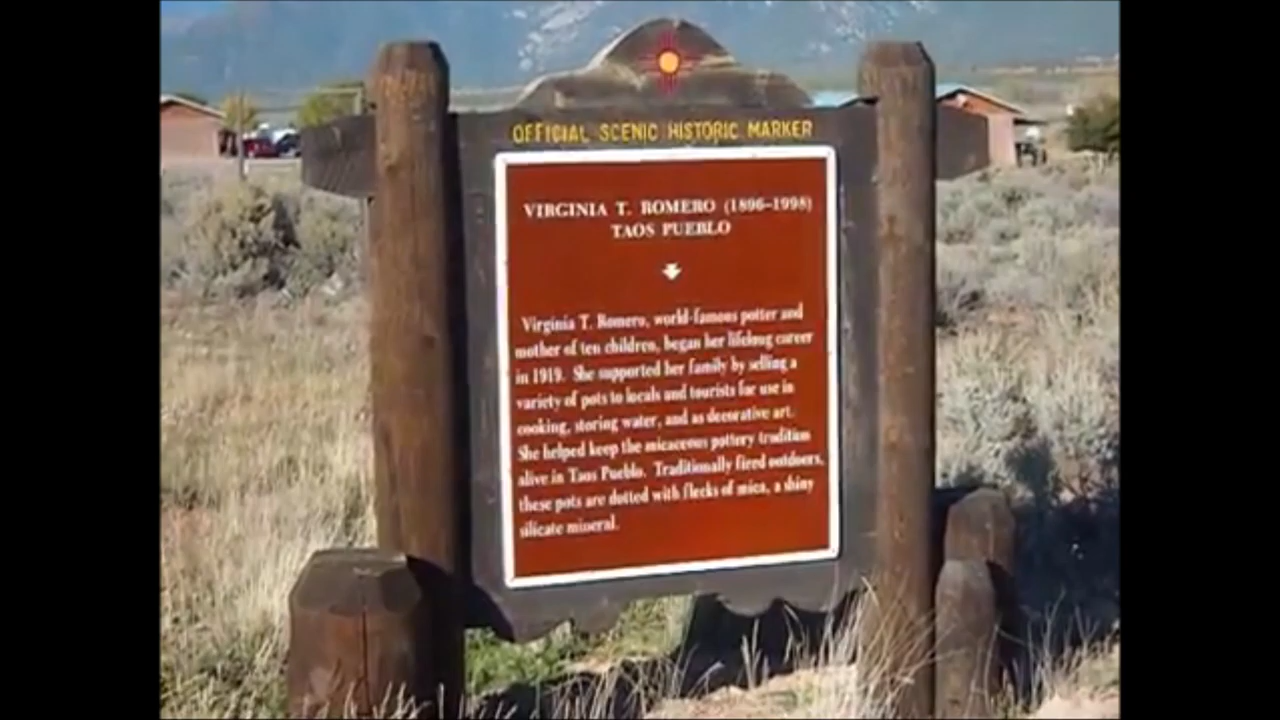 OFFICIAL SCENIC HISTORIC MARKER
VIRGINIA T. ROMERO (1896–1998)
TAOS PUEBLO
Virginia T. Romero, world-famous potter and
mother of ten children, began her lifelong career
in 1919. She supported her family by selling a
variety of pots to locals and tourists for use in
cooking, storing water, and as decorative art.
She helped keep the micaceous pottery tradition
alive in Taos Pueblo. Traditionally fired outdoors,
these pots are dotted with flecks of mica, a shiny
silicate mineral.